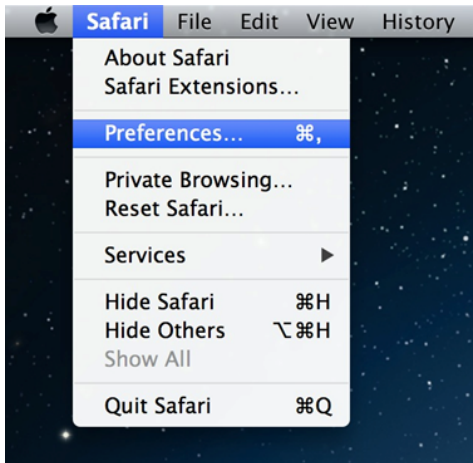 Safari File Edit View History
About Safari
Safari Extensions...
Preferences... ⌘,
Private Browsing...
Reset Safari...
Services ▶
Hide Safari ⌘H
Hide Others ⌥⌘H
Show All
Quit Safari ⌘Q